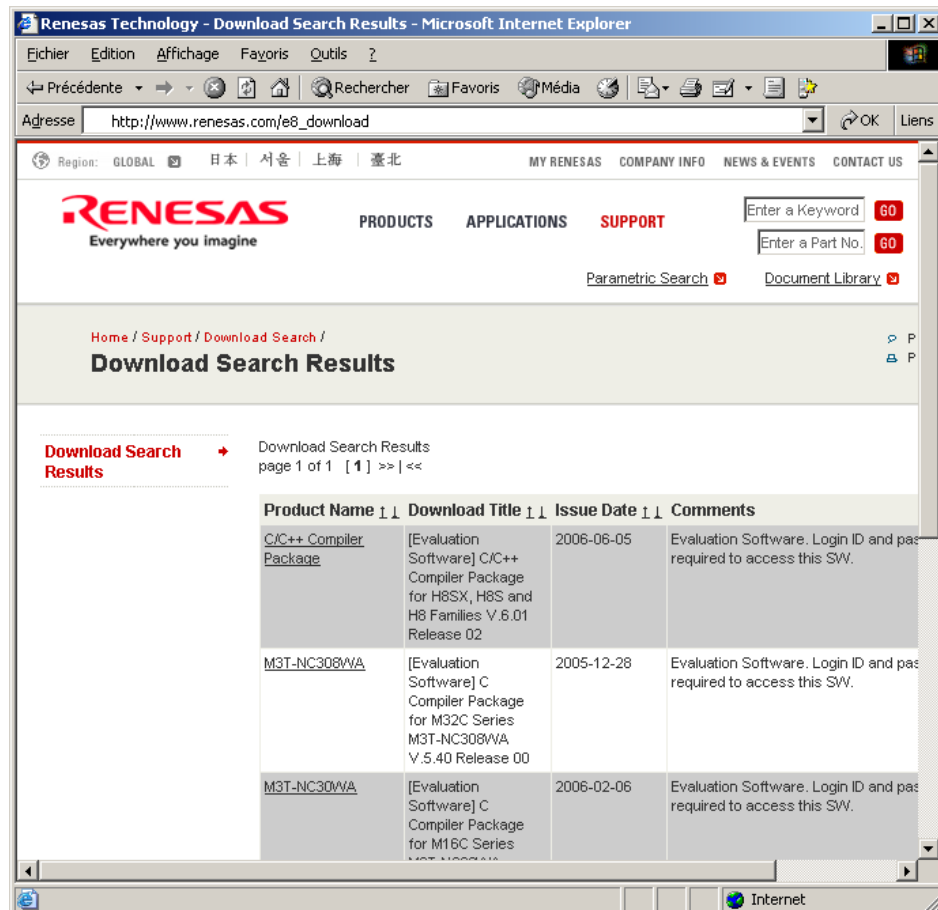 Renesas Technology - Download Search Results - Microsoft Internet Explorer
Fichier Edition Affichage Favoris Outils ?
Précédente Rechercher Favoris Média
Adresse http://www.renesas.com/e8_download OK Liens
Region: GLOBAL 日本 | 서울 | 上海 | 臺北 MY RENESAS COMPANY INFO NEWS & EVENTS CONTACT US
RENESAS
Everywhere you imagine
PRODUCTS APPLICATIONS SUPPORT
Enter a Keyword GO
Enter a Part No. GO
Parametric Search Document Library
Home / Support / Download Search /
Download Search Results
P
P
Download Search
Results
Download Search Results
page 1 of 1 [ 1 ] >> | <<
Product Name ↑↓ Download Title ↑↓ Issue Date ↑↓ Comments
C/C++ Compiler
Package
[Evaluation
Software] C/C++
Compiler Package
for H8SX, H8S and
H8 Families V.6.01
Release 02
2006-06-05
Evaluation Software. Login ID and pas
required to access this SW.
M3T-NC308WA
[Evaluation
Software] C
Compiler Package
for M32C Series
M3T-NC308WA
V.5.40 Release 00
2005-12-28
Evaluation Software. Login ID and pas
required to access this SW.
M3T-NC30WA
[Evaluation
Software] C
Compiler Package
for M16C Series
2006-02-06
Evaluation Software. Login ID and pas
required to access this SW.
Internet